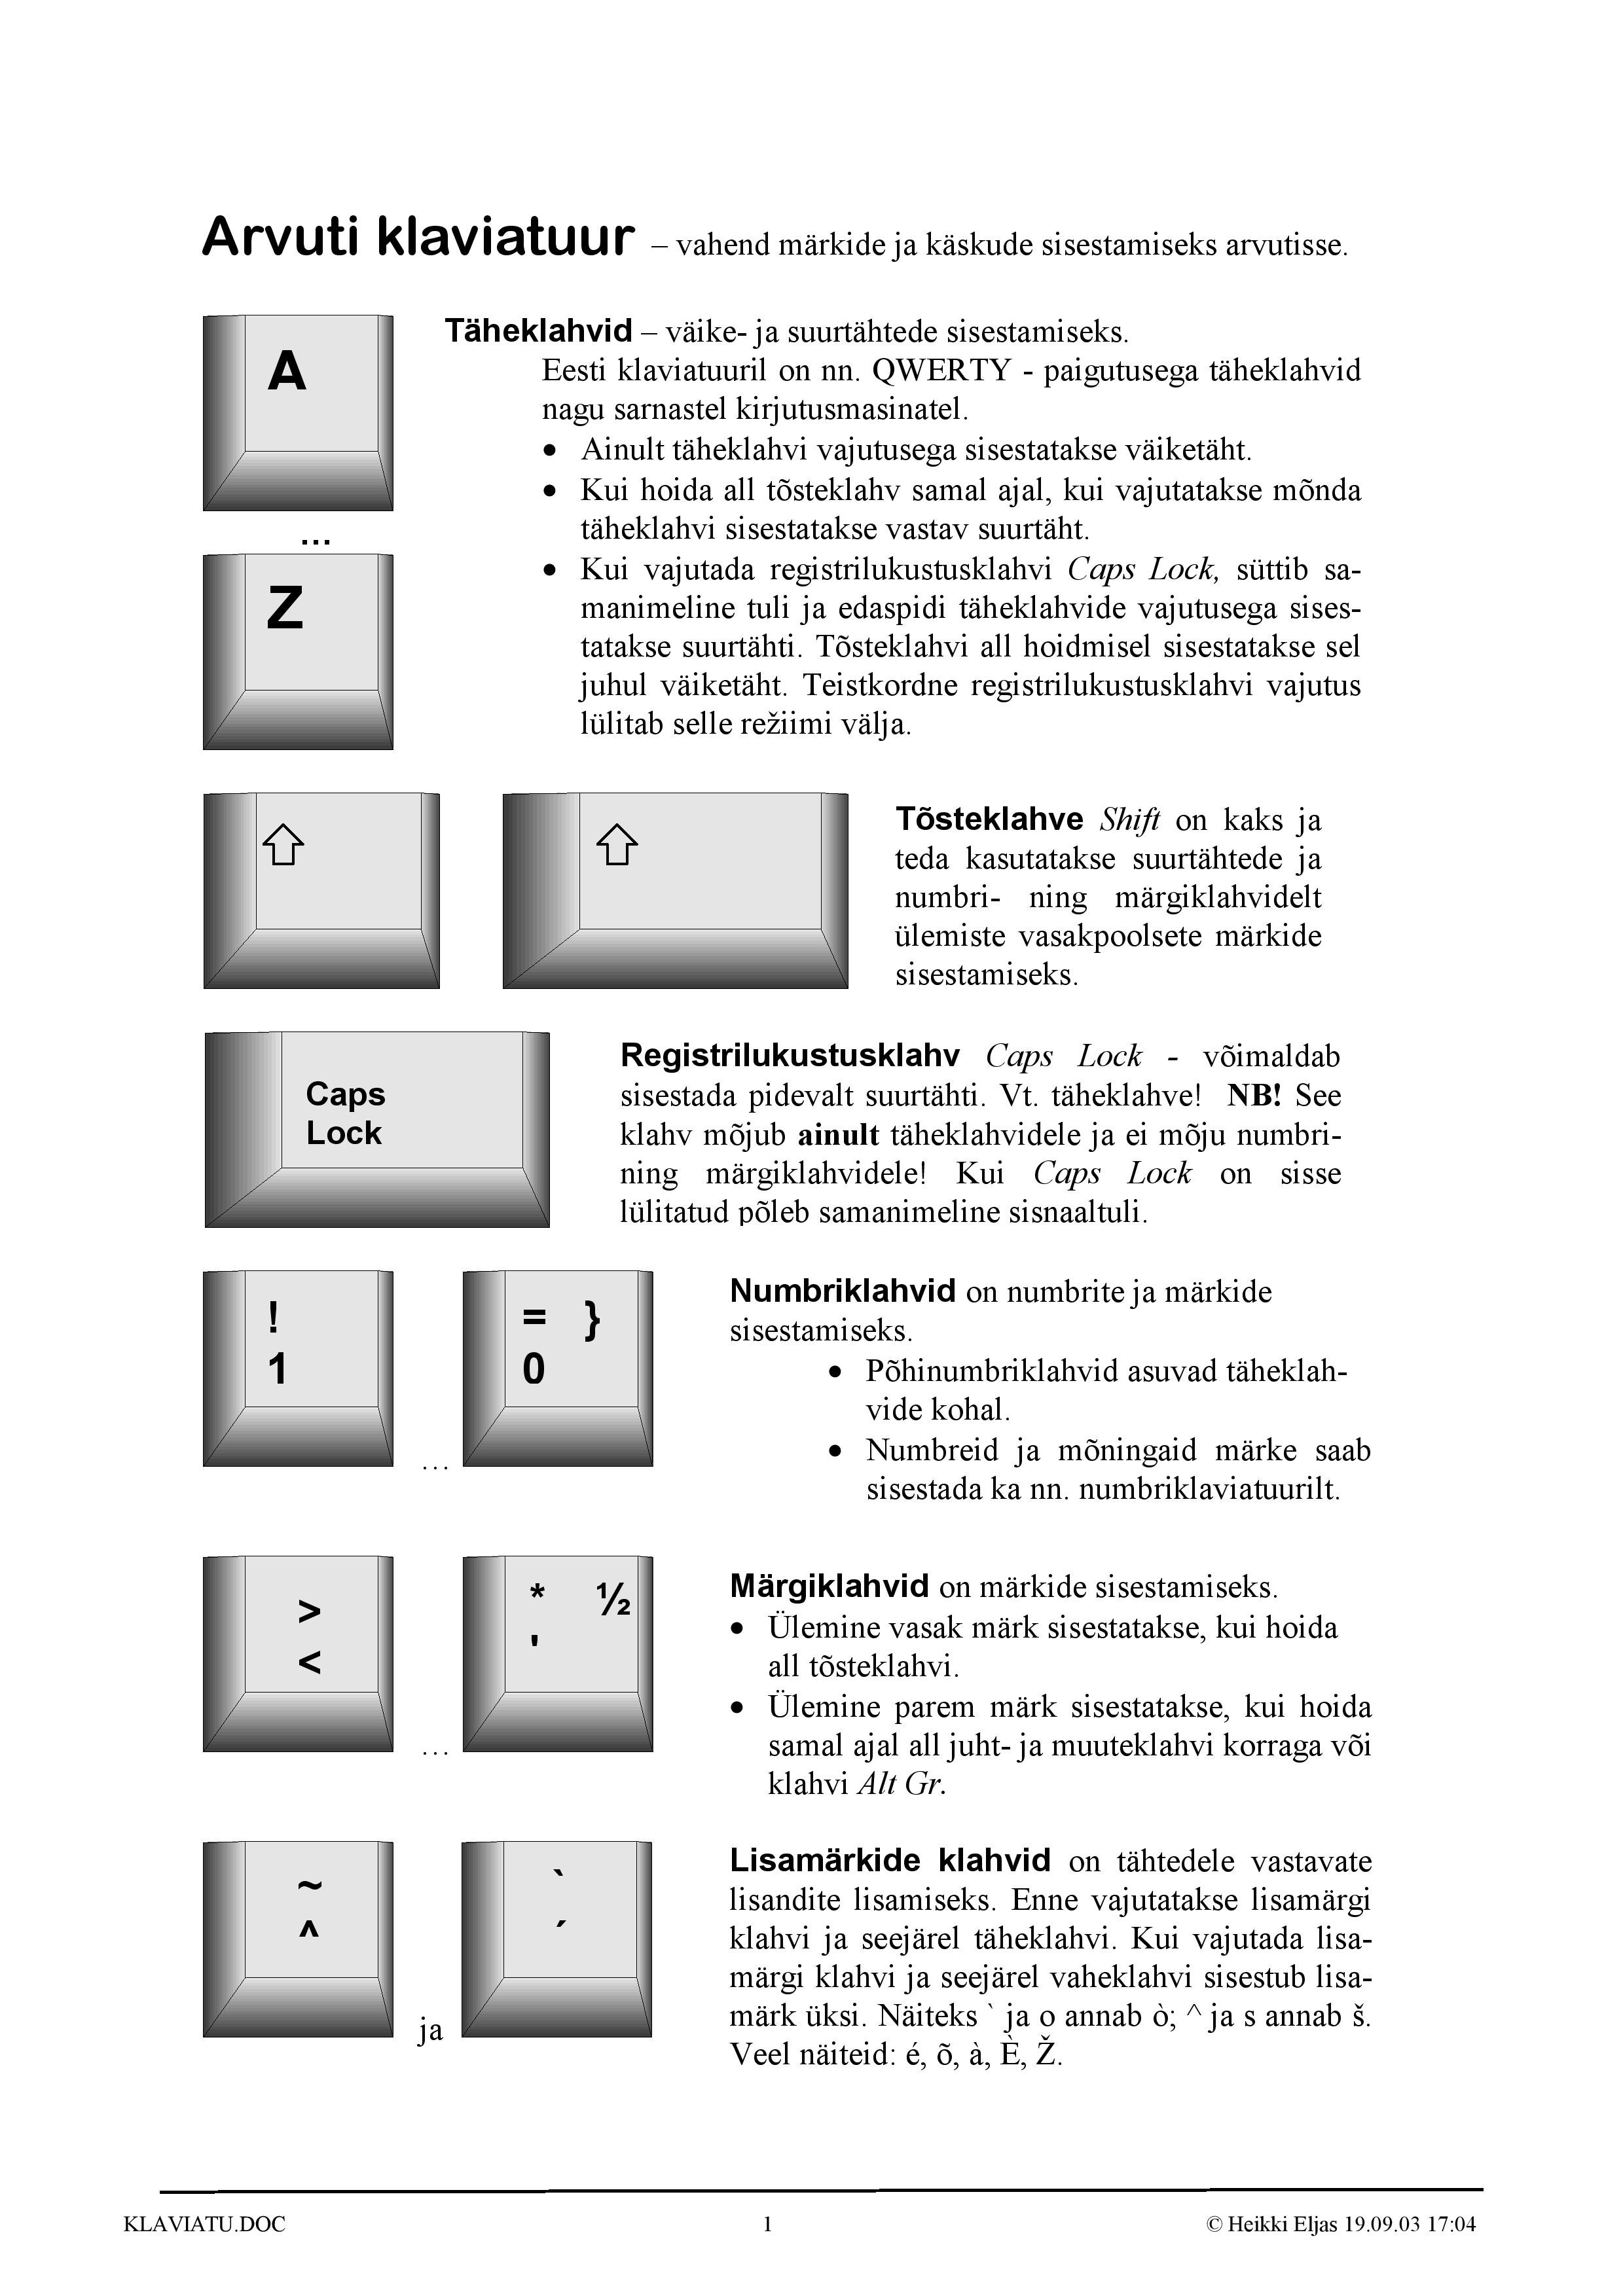 Arvuti klaviatuur – vahend märkide ja käskude sisestamiseks arvutisse.
A
...
Z
Täheklahvid – väike- ja suurtähtede sisestamiseks.
Eesti klaviatuuril on nn. QWERTY - paigutusega täheklahvid
nagu sarnastel kirjutusmasinatel.
• Ainult täheklahvi vajutusega sisestatakse väiketäht.
• Kui hoida all tõsteklahv samal ajal, kui vajutatakse mõnda
täheklahvi sisestatakse vastav suurtäht.
• Kui vajutada registrilukustusklahvi Caps Lock, süttib sa-
manimeline tuli ja edaspidi täheklahvide vajutusega sises-
tatakse suurtähti. Tõsteklahvi all hoidmisel sisestatakse sel
juhul väiketäht. Teistkordne registrilukustusklahvi vajutus
lülitab selle režiimi välja.
Tõsteklahve Shift on kaks ja
teda kasutatakse suurtähtede ja
numbri- ning märgiklahvidelt
ülemiste vasakpoolsete märkide
sisestamiseks.
Caps
Lock
Registrilukustusklahv Caps Lock - võimaldab
sisestada pidevalt suurtähti. Vt. täheklahve! NB! See
klahv mõjub ainult täheklahvidele ja ei mõju numbri-
ning märgiklahvidele! Kui Caps Lock on sisse
lülitatud põleb samanimeline sisnaaltuli.
!
1
...
= }
0
Numbriklahvid on numbrite ja märkide
sisestamiseks.
• Põhinumbriklahvid asuvad täheklah-
vide kohal.
• Numbreid ja mõningaid märke saab
sisestada ka nn. numbriklaviatuurilt.
>
<
...
* ½
'
Märgiklahvid on märkide sisestamiseks.
• Ülemine vasak märk sisestatakse, kui hoida
all tõsteklahvi.
• Ülemine parem märk sisestatakse, kui hoida
samal ajal all juht- ja muuteklahvi korraga või
klahvi Alt Gr.
~
^
ja
`
´
Lisamärkide klahvid on tähtedele vastavate
lisandite lisamiseks. Enne vajutatakse lisamärgi
klahvi ja seejärel täheklahvi. Kui vajutada lisa-
märgi klahvi ja seejärel vaheklahvi sisestub lisa-
märk üksi. Näiteks ` ja o annab ò; ^ ja s annab š.
Veel näiteid: é, õ, à, È, Ž.
KLAVIATU.DOC 1 © Heikki Eljas 19.09.03 17:04